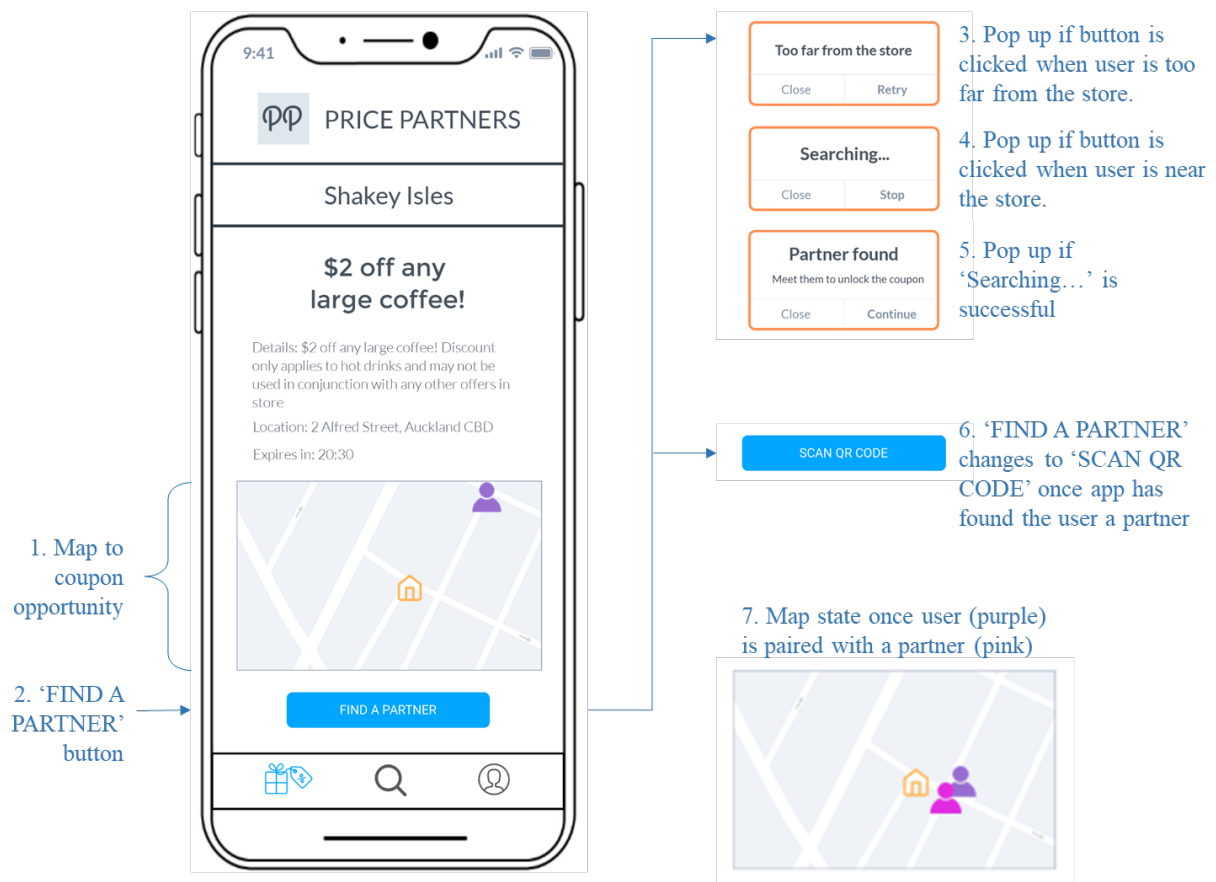 9:41
PP PRICE PARTNERS
Shakey Isles
$2 off any
large coffee!
Details: $2 off any large coffee! Discount
only applies to hot drinks and may not be
used in conjunction with any other offers in
store
Location: 2 Alfred Street, Auckland CBD
Expires in: 20:30
FIND A PARTNER
1. Map to
coupon
opportunity
2. ‘FIND A
PARTNER’
button
Too far from the store
Close Retry
3. Pop up if button is
clicked when user is too
far from the store.
Searching...
Close Stop
4. Pop up if button is
clicked when user is near
the store.
Partner found
Meet them to unlock the coupon
Close Continue
5. Pop up if
‘Searching…’ is
successful
SCAN QR CODE
6. ‘FIND A PARTNER’
changes to ‘SCAN QR
CODE’ once app has
found the user a partner
7. Map state once user (purple)
is paired with a partner (pink)